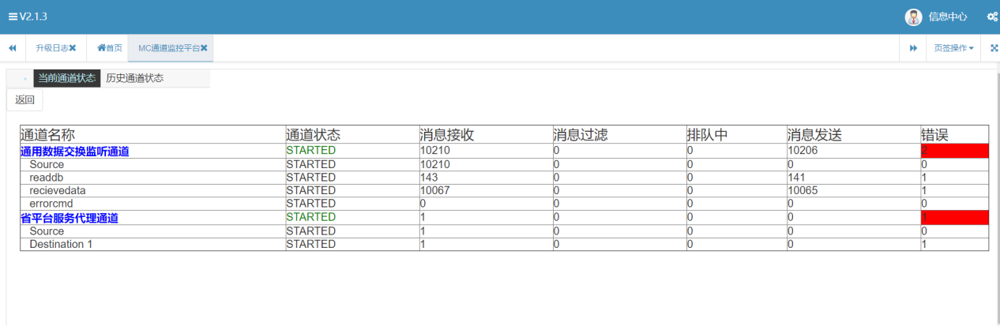 V2.1.3 信息中心
升级日志 首页 MC通道监控平台 页签操作
当前通道状态 历史通道状态
返回
通道名称 通道状态 消息接收 消息过滤 排队中 消息发送 错误
通用数据交换监听通道 STARTED 10210 0 0 10206 2
Source STARTED 10210 0 0 0 0
readdb STARTED 143 0 0 141 1
recievedata STARTED 10067 0 0 10065 1
errorcmd STARTED 0 0 0 0 0
省平台服务代理通道 STARTED 1 0 0 0 1
Source STARTED 1 0 0 0 0
Destination 1 STARTED 1 0 0 0 1